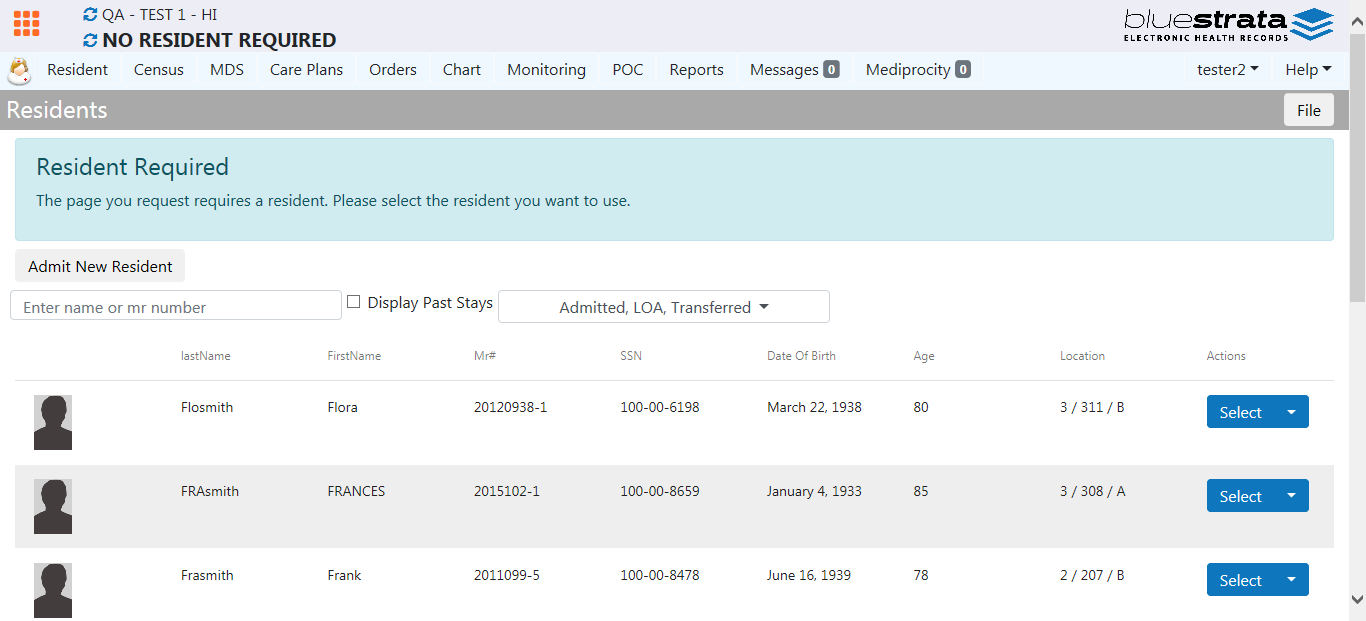 QA - TEST 1 - HI
NO RESIDENT REQUIRED
bluestrata
ELECTRONIC HEALTH RECORDS
Resident Census MDS Care Plans Orders Chart Monitoring POC Reports Messages 0 Mediprocity 0 tester2 Help
Residents File
Resident Required
The page you request requires a resident. Please select the resident you want to use.
Admit New Resident
Enter name or mr number Display Past Stays Admitted, LOA, Transferred
lastName FirstName Mr# SSN Date Of Birth Age Location Actions
Flosmith Flora 20120938-1 100-00-6198 March 22, 1938 80 3 / 311 / B Select
FRAsmith FRANCES 2015102-1 100-00-8659 January 4, 1933 85 3 / 308 / A Select
Frasmith Frank 2011099-5 100-00-8478 June 16, 1939 78 2 / 207 / B Select